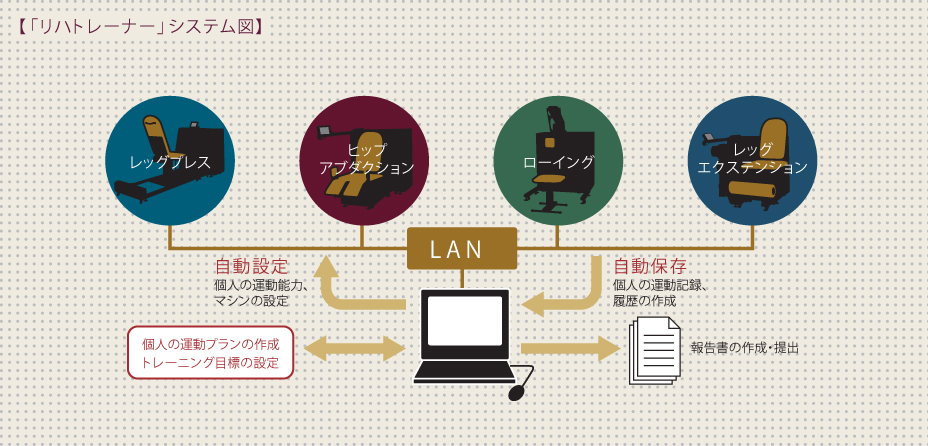 【「リハトレーナー」システム図】
レッグプレス
ヒップ
アブダクション
ローイング
レッグ
エクステンション
LAN
自動設定
個人の運動能力、
マシンの設定
自動保存
個人の運動記録、
履歴の作成
個人の運動プランの作成
トレーニング目標の設定
報告書の作成・提出